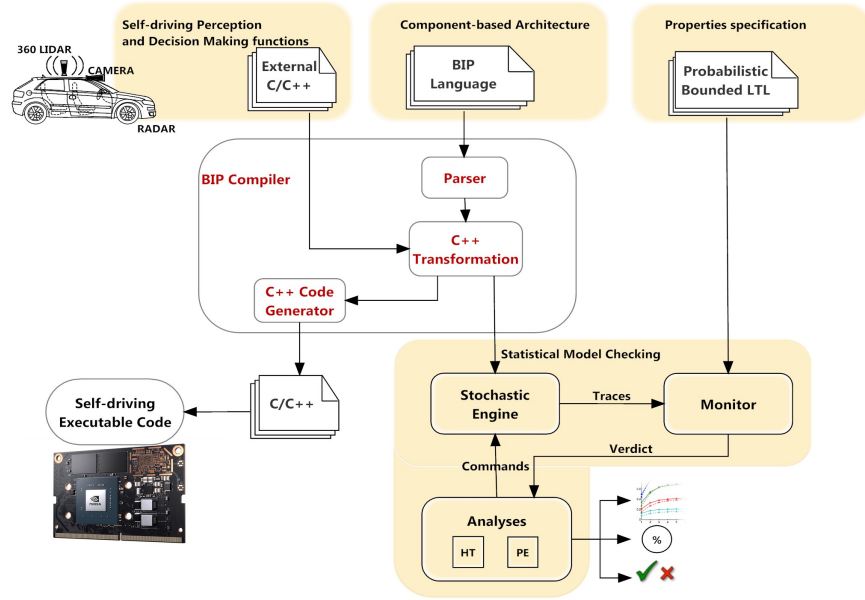 Self-driving Perception
and Decision Making functions
Component-based Architecture
Properties specification
360 LIDAR
CAMERA
RADAR
External
C/C++
BIP
Language
Probabilistic
Bounded LTL
BIP Compiler
Parser
C++
Transformation
C++ Code
Generator
Statistical Model Checking
C/C++
Self-driving
Executable Code
Stochastic
Engine
Traces
Monitor
Commands
Verdict
Analyses
HT
PE
%